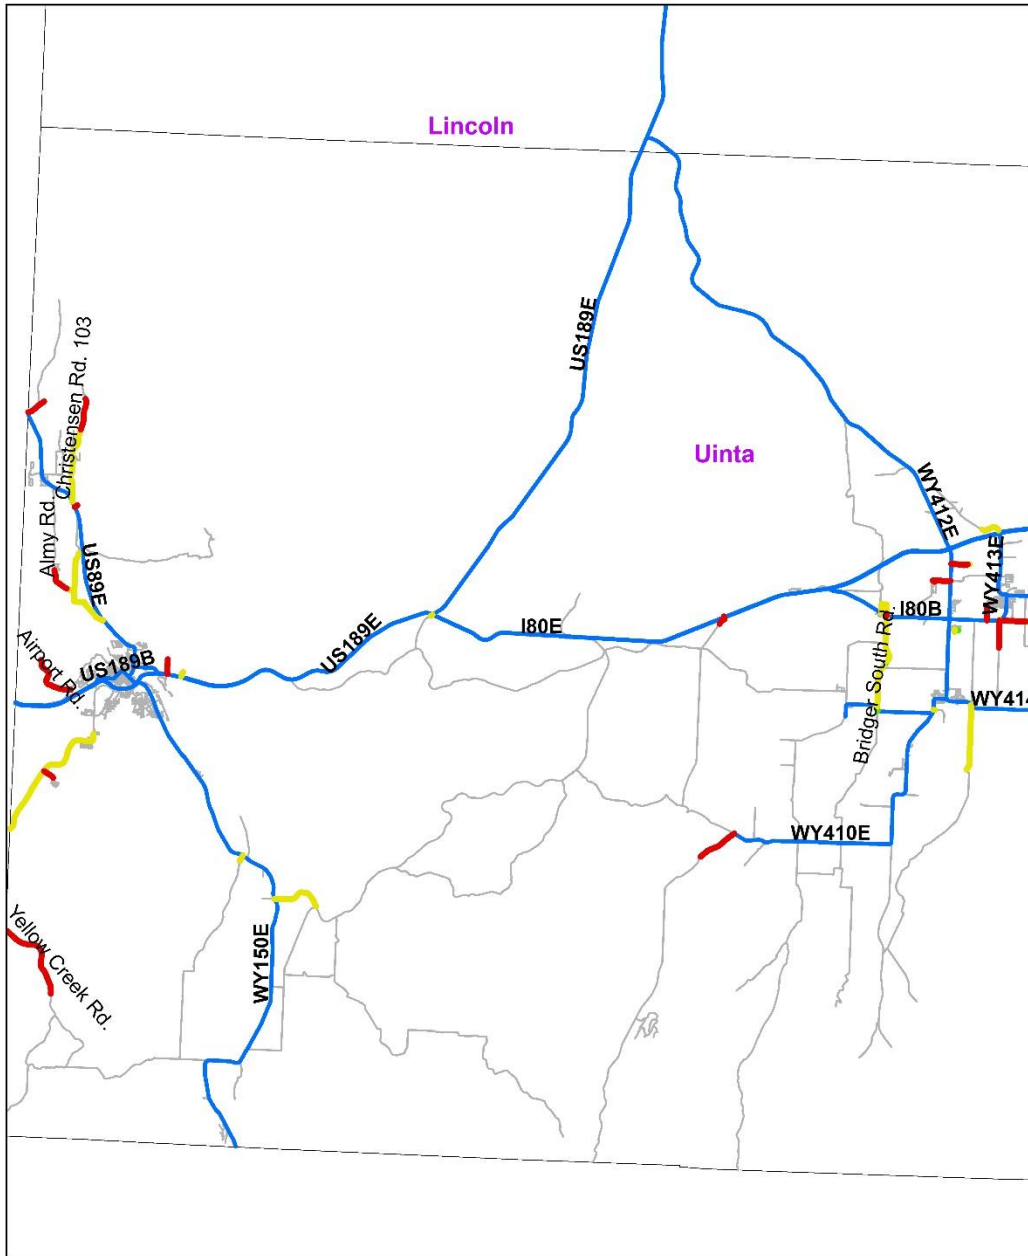 Lincoln
US189E
Christensen Rd. 103
Uinta
WY412E
Almy Rd.
US89E
WY413E
I80B
I80E
US189E
Airport Rd.
US189B
Bridger South Rd.
WY414
WY410E
Yellow Creek Rd.
WY150E